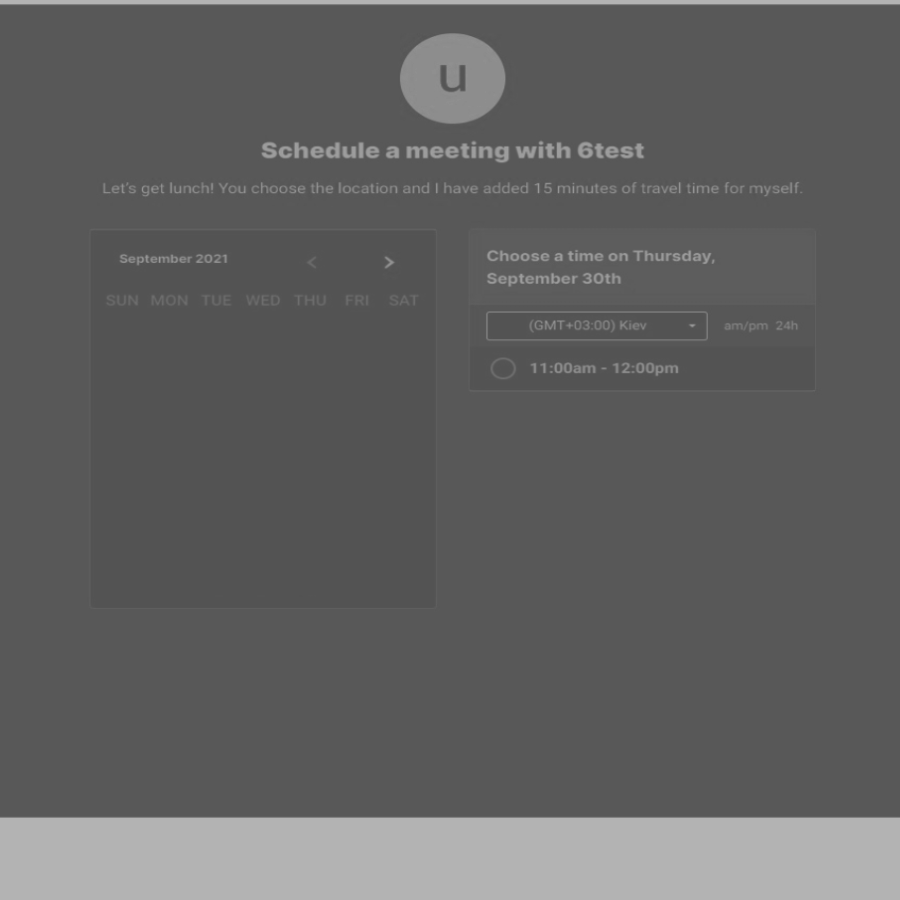 u
Schedule a meeting with 6test
Let's get lunch! You choose the location and I have added 15 minutes of travel time for myself.
September 2021 < >
SUN MON TUE WED THU FRI SAT
Choose a time on Thursday,
September 30th
(GMT+03:00) Kiev am/pm 24h
11:00am - 12:00pm